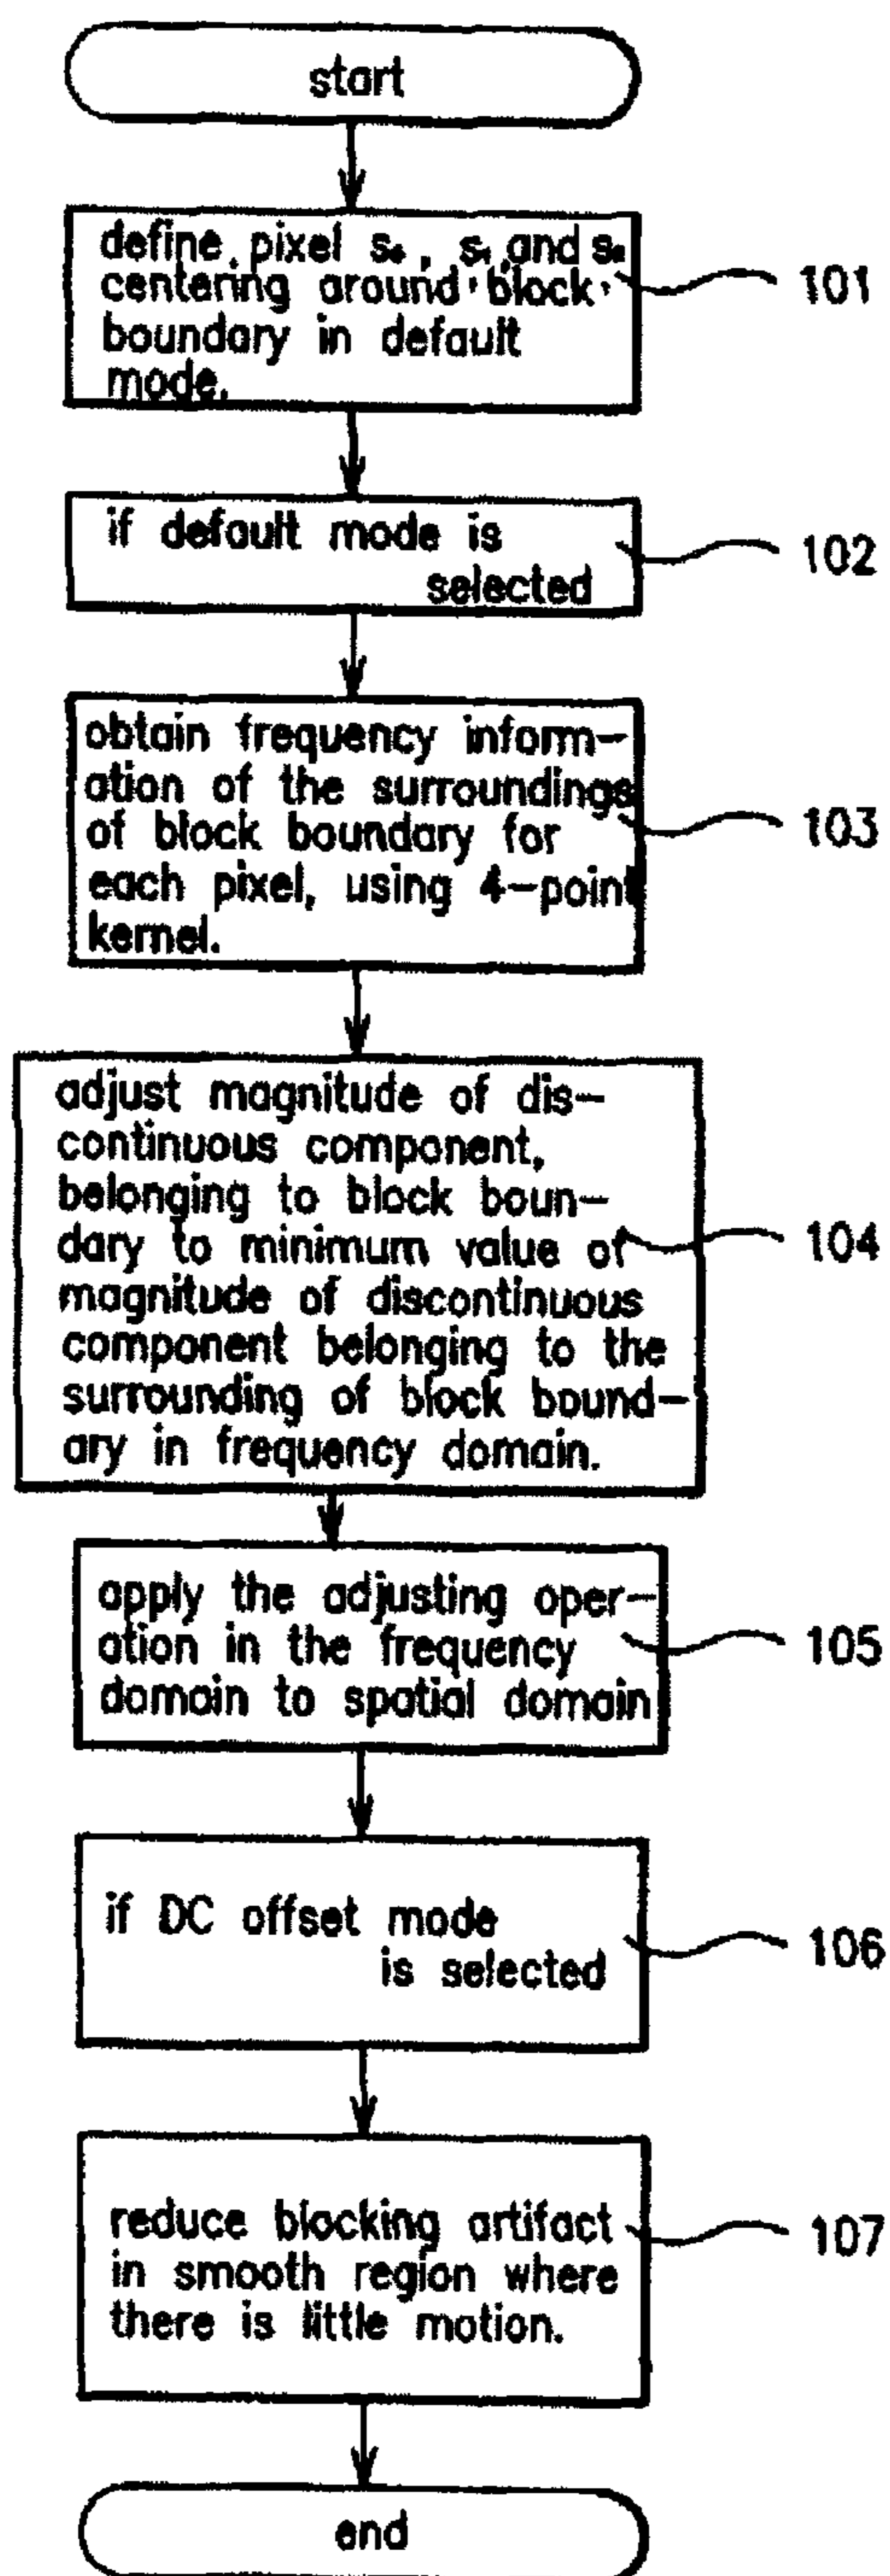 start
define pixel s₀, s₁ and s₂
centering around block
boundary in default
mode.
101
if default mode is
selected
102
obtain frequency inform-
ation of the surroundings
of block boundary for
each pixel, using 4-point
kernel.
103
adjust magnitude of dis-
continuous component,
belonging to block boun-
dary to minimum value of
magnitude of discontinuous
component belonging to the
surrounding of block bound-
ary in frequency domain.
104
apply the adjusting oper-
ation in the frequency
domain to spatial domain
105
if DC offset mode
is selected
106
reduce blocking artifact
in smooth region where
there is little motion.
107
end